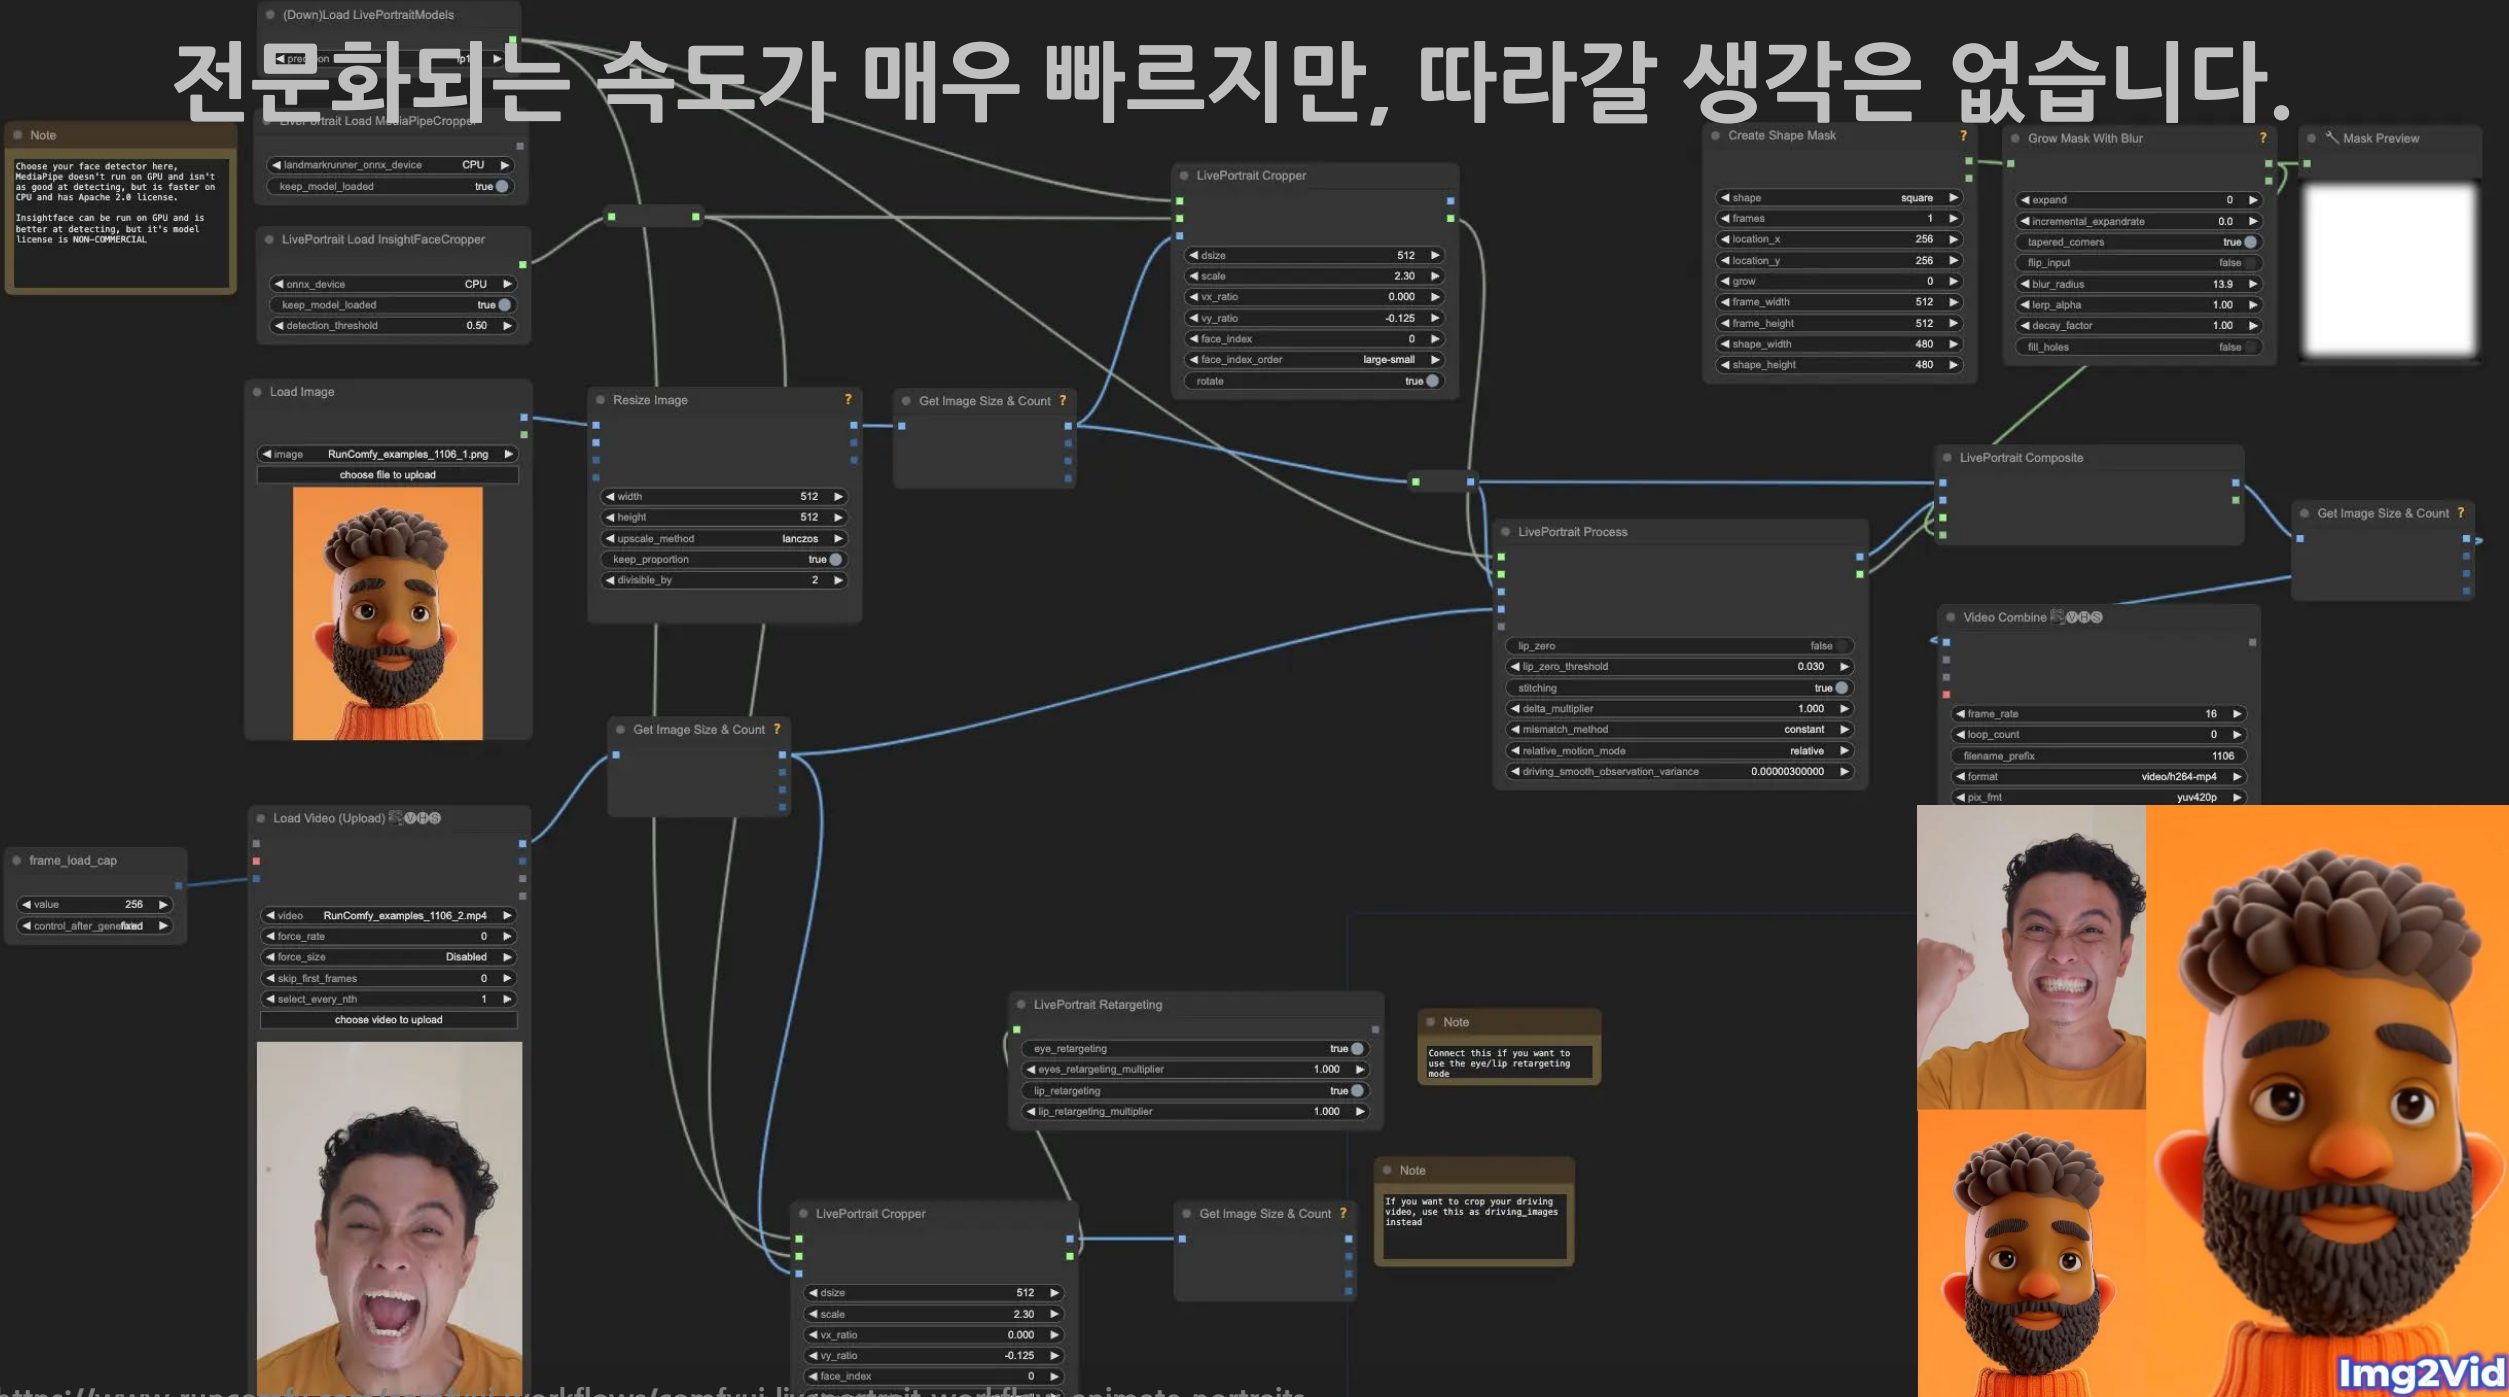 (Down)Load LivePortraitModels
전문화되는 속도가 매우 빠르지만, 따라갈 생각은 없습니다.
LivePortrait Load MediaPipeCropper
landmarkrunner_onnx_device CPU
keep_model_loaded true
Note
Choose your face detector here,
MediaPipe doesn't run on GPU and isn't
as good at detecting, but is faster on
CPU and has Apache 2.0 license.
Insightface can be run on GPU and is
better at detecting, but it's model
license is NON-COMMERCIAL
LivePortrait Load InsightFaceCropper
onnx_device CPU
keep_model_loaded true
detection_threshold 0.50
LivePortrait Cropper
dsize 512
scale 2.30
vx_ratio 0.000
vy_ratio -0.125
face_index 0
face_index_order large-small
rotate true
Create Shape Mask ?
shape square
frames 1
location_x 256
location_y 256
grow 0
frame_width 512
frame_height 512
shape_width 480
shape_height 480
Grow Mask With Blur ?
expand 0
incremental_expandrate 0.0
tapered_corners true
flip_input false
blur_radius 13.9
lerp_alpha 1.00
decay_factor 1.00
fill_holes false
Mask Preview
Load Image
image RunComfy_examples_1106_1.png
choose file to upload
Resize Image ?
width 512
height 512
upscale_method lanczos
keep_proportion true
divisible_by 2
Get Image Size & Count ?
LivePortrait Composite
Get Image Size & Count ?
LivePortrait Process
lip_zero false
lip_zero_threshold 0.030
stitching true
delta_multiplier 1.000
mismatch_method constant
relative_motion_mode relative
driving_smooth_observation_variance 0.00000300000
Video Combine VHS
frame_rate 16
loop_count 0
filename_prefix 1106
format video/h264-mp4
pix_fmt yuv420p
Get Image Size & Count ?
frame_load_cap
value 256
fixed
Load Video (Upload) VHS
video RunComfy_examples_1106_2.mp4
force_rate 0
force_size Disabled
skip_first_frames 0
select_every_nth 1
choose video to upload
LivePortrait Retargeting
eye_retargeting true
eyes_retargeting_multiplier 1.000
lip_retargeting true
lip_retargeting_multiplier 1.000
Note
Connect this if you want to
use the eye/lip retargeting
mode
Note
If you want to crop your driving
video, use this as driving_images
instead
LivePortrait Cropper
dsize 512
scale 2.30
vx_ratio 0.000
vy_ratio -0.125
face_index 0
Get Image Size & Count ?
Img2Vid